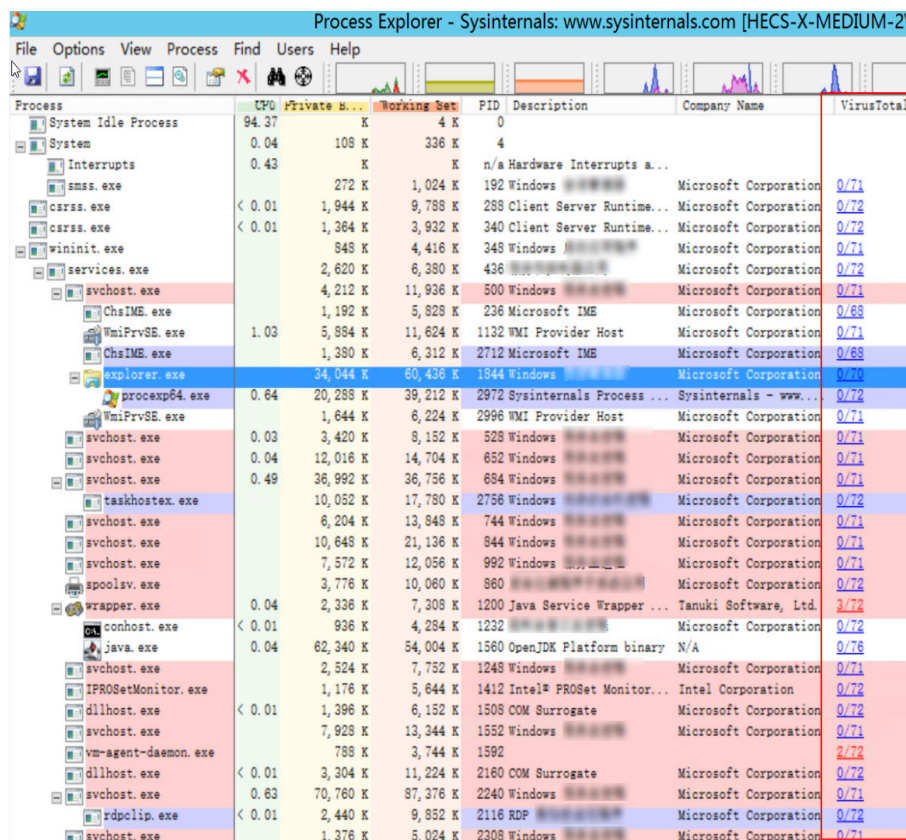 Process Explorer - Sysinternals: www.sysinternals.com [HECS-X-MEDIUM-2
File Options View Process Find Users Help
Process CPU Private B... Working Set PID Description Company Name VirusTotal
System Idle Process 94.37 K 4 K 0
System 0.04 108 K 336 K 4
Interrupts 0.43 K K n/a Hardware Interrupts a...
smss.exe 272 K 1,024 K 192 Windows Microsoft Corporation 0/71
csrss.exe < 0.01 1,944 K 9,788 K 288 Client Server Runtime... Microsoft Corporation 0/72
csrss.exe < 0.01 1,364 K 3,932 K 340 Client Server Runtime... Microsoft Corporation 0/72
wininit.exe 848 K 4,416 K 348 Windows Microsoft Corporation 0/71
services.exe 2,620 K 6,380 K 436 Microsoft Corporation 0/72
svchost.exe 4,212 K 11,936 K 500 Windows Microsoft Corporation 0/71
ChsIME.exe 1,192 K 5,828 K 236 Microsoft IME Microsoft Corporation 0/68
WmiPrvSE.exe 1.03 5,884 K 11,624 K 1132 WMI Provider Host Microsoft Corporation 0/71
ChsIME.exe 1,380 K 6,312 K 2712 Microsoft IME Microsoft Corporation 0/68
explorer.exe 34,044 K 60,436 K 1844 Windows Microsoft Corporation 0/70
procexp64.exe 0.64 20,288 K 39,212 K 2972 Sysinternals Process ... Sysinternals - www.... 0/72
WmiPrvSE.exe 1,644 K 6,224 K 2996 WMI Provider Host Microsoft Corporation 0/71
svchost.exe 0.03 3,420 K 8,152 K 528 Windows Microsoft Corporation 0/71
svchost.exe 0.04 12,016 K 14,704 K 652 Windows Microsoft Corporation 0/71
svchost.exe 0.49 36,992 K 36,756 K 684 Windows Microsoft Corporation 0/71
taskhostex.exe 10,052 K 17,780 K 2756 Windows Microsoft Corporation 0/72
svchost.exe 6,204 K 13,848 K 744 Windows Microsoft Corporation 0/71
svchost.exe 10,648 K 21,136 K 844 Windows Microsoft Corporation 0/71
svchost.exe 7,572 K 12,056 K 992 Windows Microsoft Corporation 0/71
spoolsv.exe 3,776 K 10,060 K 860 Microsoft Corporation 0/72
wrapper.exe 0.04 2,336 K 7,308 K 1200 Java Service Wrapper ... Tanuki Software, Ltd. 3/72
conhost.exe < 0.01 936 K 4,284 K 1232 Microsoft Corporation 0/72
java.exe 0.04 62,340 K 54,004 K 1560 OpenJDK Platform binary N/A 0/76
svchost.exe 2,524 K 7,752 K 1248 Windows Microsoft Corporation 0/71
IPROSetMonitor.exe 1,176 K 5,644 K 1412 Intel® PROSet Monitor... Intel Corporation 0/72
dllhost.exe < 0.01 1,396 K 6,152 K 1508 COM Surrogate Microsoft Corporation 0/72
svchost.exe 7,928 K 13,344 K 1552 Windows Microsoft Corporation 0/71
vm-agent-daemon.exe 788 K 3,744 K 1592 2/72
dllhost.exe < 0.01 3,304 K 11,224 K 2160 COM Surrogate Microsoft Corporation 0/72
svchost.exe 0.63 70,760 K 87,376 K 2240 Windows Microsoft Corporation 0/71
rdpclip.exe < 0.01 2,440 K 9,852 K 2116 RDP Microsoft Corporation 0/72
svchost.exe 1,376 K 5,024 K 2308 Windows Microsoft Corporation 0/71